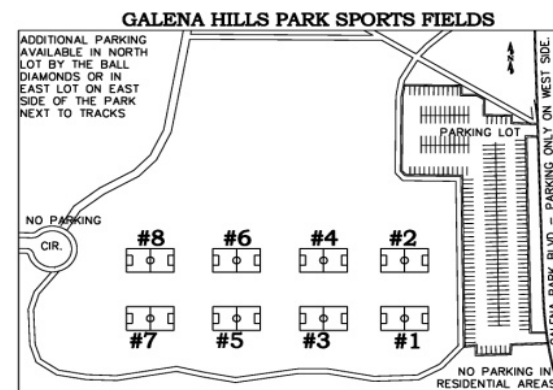 GALENA HILLS PARK SPORTS FIELDS
ADDITIONAL PARKING
AVAILABLE IN NORTH
LOT BY THE BALL
DIAMONDS OR IN
EAST LOT ON EAST
SIDE OF THE PARK
NEXT TO TRACKS
N
PARKING LOT
GALENA PARK BLVD – PARKING ONLY ON WEST SIDE.
NO PARKING
CIR.
#8 #6 #4 #2
#7 #5 #3 #1
NO PARKING IN
RESIDENTIAL AREAS